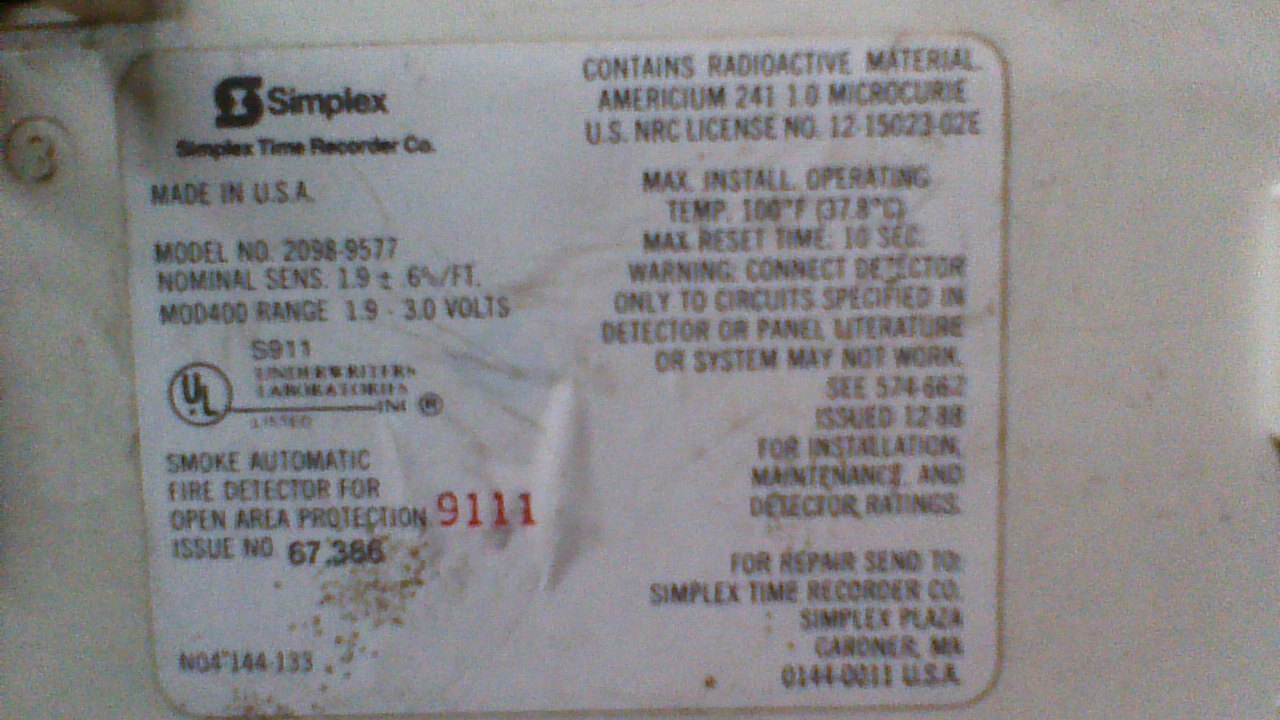 Simplex
Simplex Time Recorder Co.
MADE IN U.S.A.
MODEL NO. 2098-9577
NOMINAL SENS. 1.9 ± .6%/FT.
MOD400 RANGE 1.9 - 3.0 VOLTS
S911
UL
UNDERWRITERS
LABORATORIES
INC ®
LISTED
SMOKE AUTOMATIC
FIRE DETECTOR FOR
OPEN AREA PROTECTION 9111
ISSUE NO 67,386
N04-144-133
CONTAINS RADIOACTIVE MATERIAL.
AMERICIUM 241 1.0 MICROCURIE
U.S. NRC LICENSE NO. 12-15023-02E
MAX. INSTALL. OPERATING
TEMP. 100°F (37.8°C)
MAX RESET TIME: 10 SEC.
WARNING: CONNECT DETECTOR
ONLY TO CIRCUITS SPECIFIED IN
DETECTOR OR PANEL LITERATURE
OR SYSTEM MAY NOT WORK.
SEE 574-662
ISSUED 12-88
FOR INSTALLATION,
MAINTENANCE, AND
DETECTOR RATINGS.
FOR REPAIR SEND TO:
SIMPLEX TIME RECORDER CO.
SIMPLEX PLAZA
GARDNER, MA
0144-0011 U.S.A.